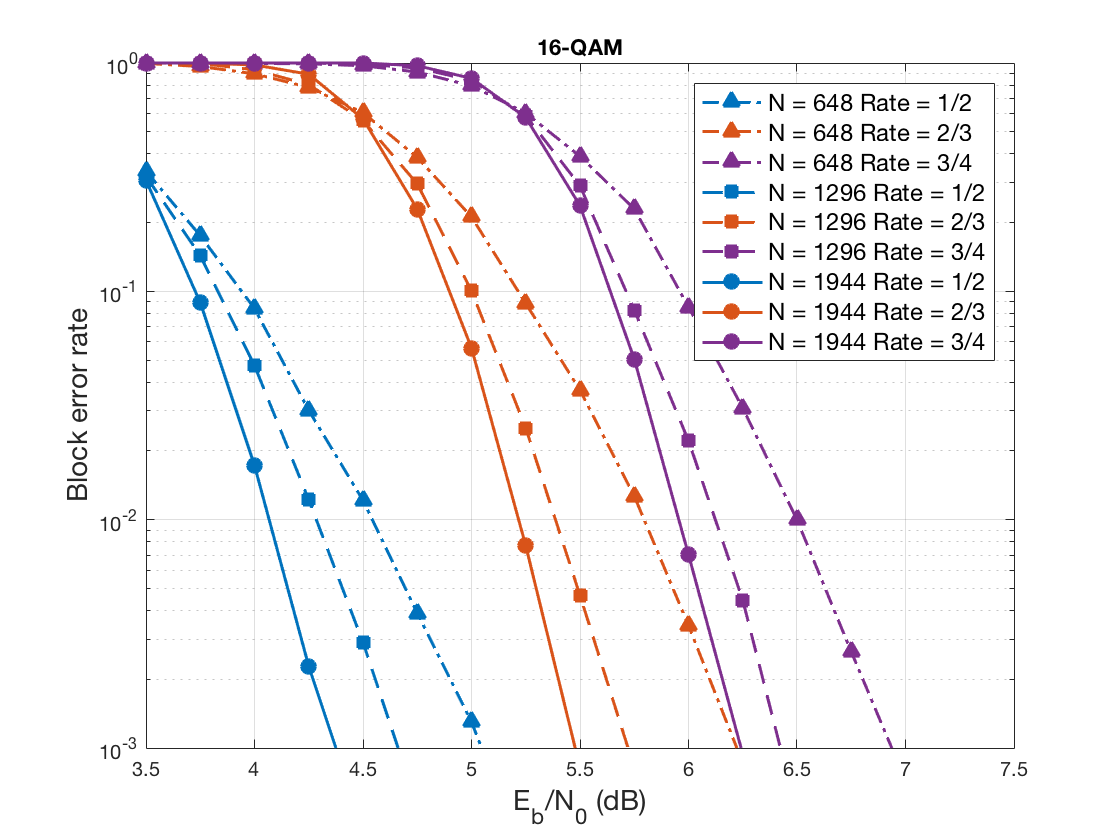 16-QAM
10^0
10^-1
10^-2
10^-3
Block error rate
N = 648 Rate = 1/2
N = 648 Rate = 2/3
N = 648 Rate = 3/4
N = 1296 Rate = 1/2
N = 1296 Rate = 2/3
N = 1296 Rate = 3/4
N = 1944 Rate = 1/2
N = 1944 Rate = 2/3
N = 1944 Rate = 3/4
3.5 4 4.5 5 5.5 6 6.5 7 7.5
E_b/N_0 (dB)